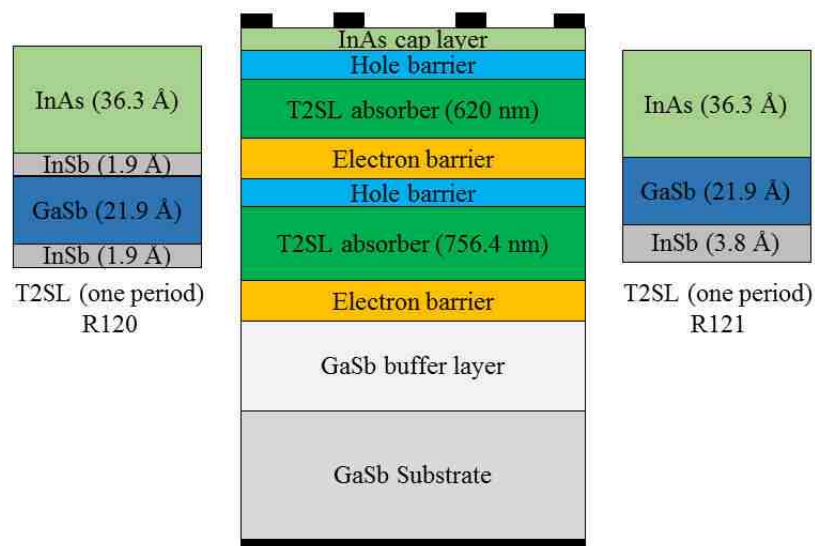 InAs (36.3 Å)
InSb (1.9 Å)
GaSb (21.9 Å)
InSb (1.9 Å)
T2SL (one period)
R120
InAs cap layer
Hole barrier
T2SL absorber (620 nm)
Electron barrier
Hole barrier
T2SL absorber (756.4 nm)
Electron barrier
GaSb buffer layer
GaSb Substrate
InAs (36.3 Å)
GaSb (21.9 Å)
InSb (3.8 Å)
T2SL (one period)
R121